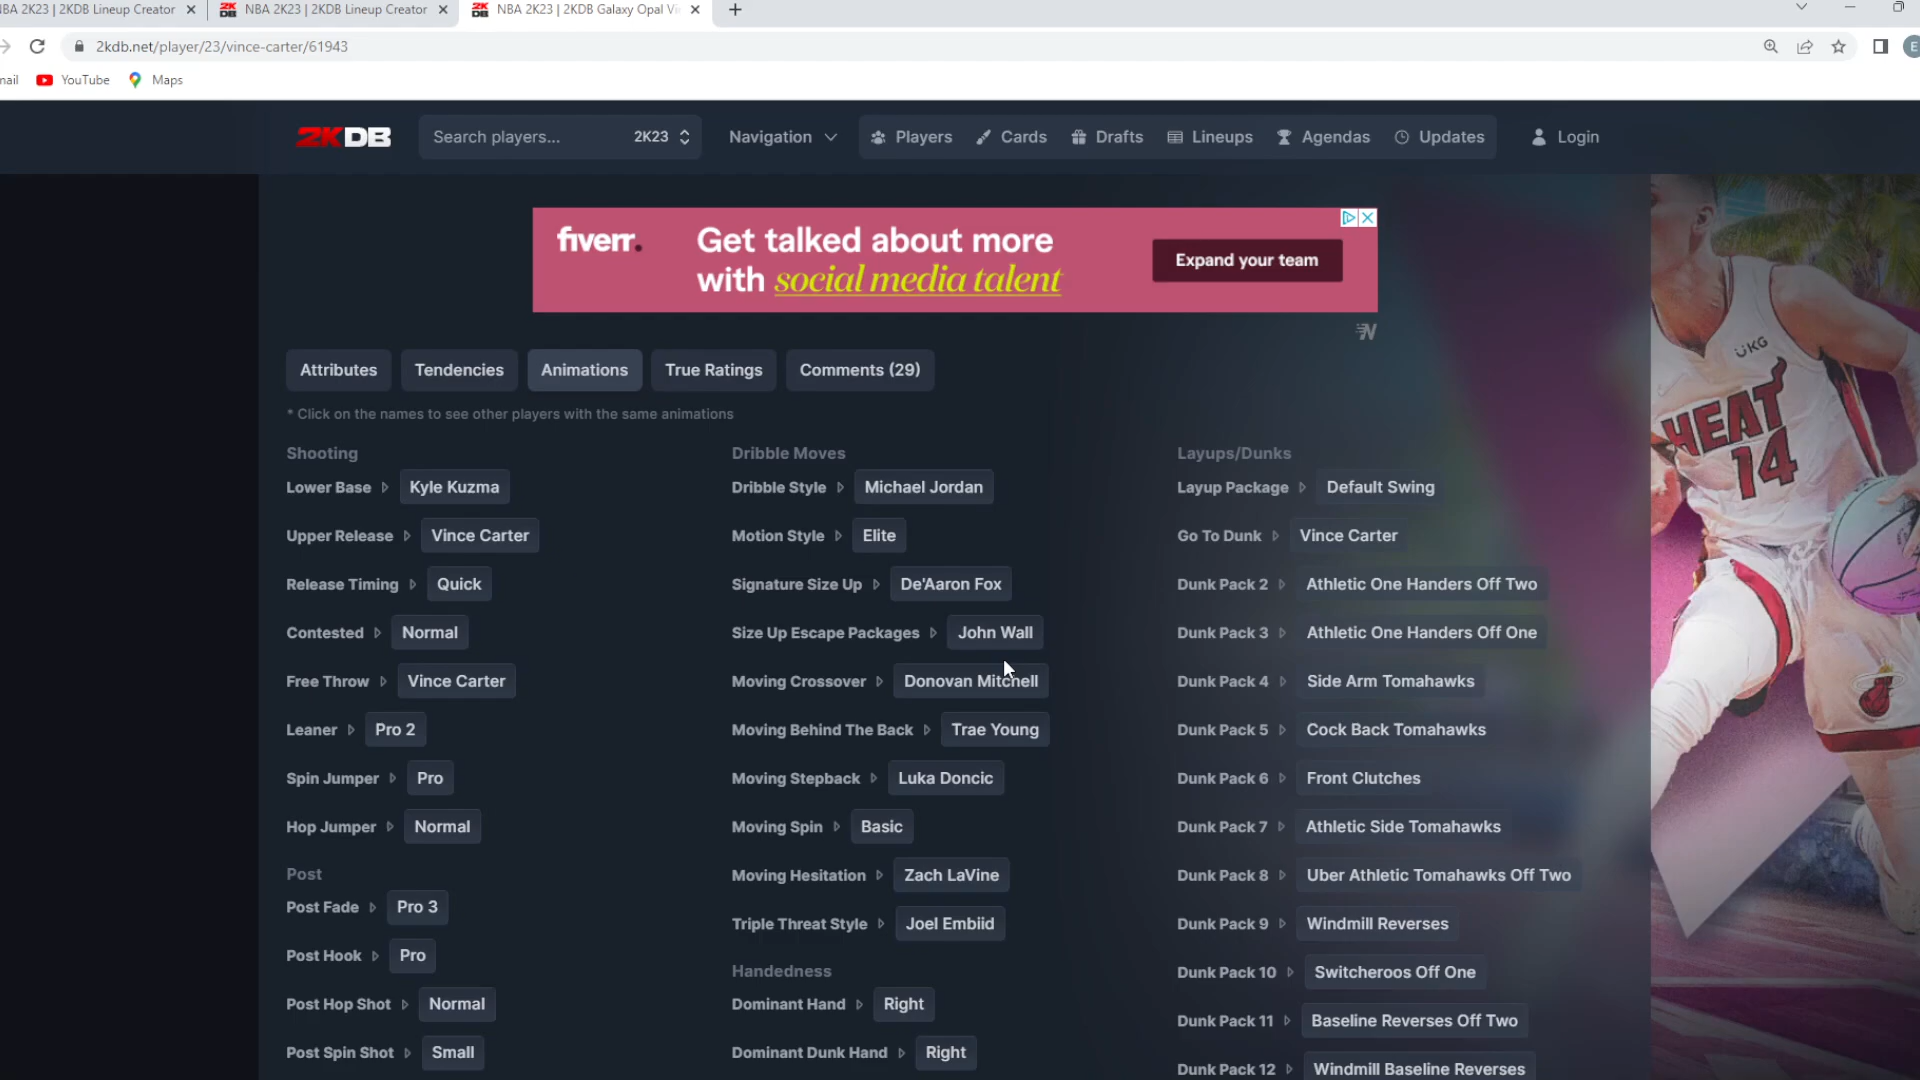 NBA 2K23 | 2KDB Lineup Creator
NBA 2K23 | 2KDB Lineup Creator
NBA 2K23 | 2KDB Galaxy Opal Vi
2kdb.net/player/23/vince-carter/61943
E
mail
YouTube
Maps
2KDB
Search players...
2K23
Navigation
Players
Cards
Drafts
Lineups
Agendas
Updates
Login
fiverr.
Get talked about more
with social media talent
Expand your team
Attributes
Tendencies
Animations
True Ratings
Comments (29)
* Click on the names to see other players with the same animations
Shooting
Lower Base Kyle Kuzma
Upper Release Vince Carter
Release Timing Quick
Contested Normal
Free Throw Vince Carter
Leaner Pro 2
Spin Jumper Pro
Hop Jumper Normal
Post
Post Fade Pro 3
Post Hook Pro
Post Hop Shot Normal
Post Spin Shot Small
Dribble Moves
Dribble Style Michael Jordan
Motion Style Elite
Signature Size Up De'Aaron Fox
Size Up Escape Packages John Wall
Moving Crossover Donovan Mitchell
Moving Behind The Back Trae Young
Moving Stepback Luka Doncic
Moving Spin Basic
Moving Hesitation Zach LaVine
Triple Threat Style Joel Embiid
Handedness
Dominant Hand Right
Dominant Dunk Hand Right
Layups/Dunks
Layup Package Default Swing
Go To Dunk Vince Carter
Dunk Pack 2 Athletic One Handers Off Two
Dunk Pack 3 Athletic One Handers Off One
Dunk Pack 4 Side Arm Tomahawks
Dunk Pack 5 Cock Back Tomahawks
Dunk Pack 6 Front Clutches
Dunk Pack 7 Athletic Side Tomahawks
Dunk Pack 8 Uber Athletic Tomahawks Off Two
Dunk Pack 9 Windmill Reverses
Dunk Pack 10 Switcheroos Off One
Dunk Pack 11 Baseline Reverses Off Two
Dunk Pack 12 Windmill Baseline Reverses
UKG
HEAT
14